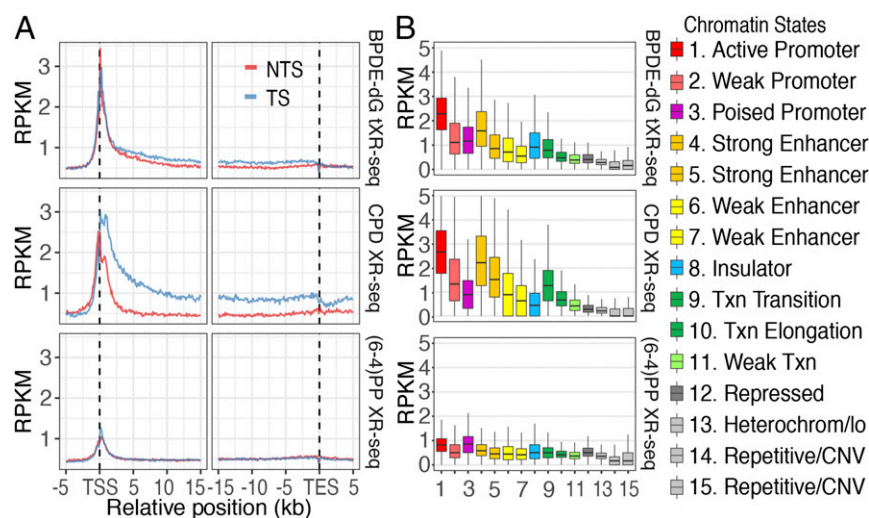 A
B
NTS
TS
3
2
1
RPKM
BPDE-dG tXR-seq
3
2
1
RPKM
CPD XR-seq
3
2
1
RPKM
(6-4)PP XR-seq
-5 TSS 5 10 15 -15 -10 -5 TES 5
Relative position (kb)
5
4
3
2
1
0
RPKM
BPDE-dG tXR-seq
5
4
3
2
1
0
RPKM
CPD XR-seq
5
4
3
2
1
0
RPKM
(6-4)PP XR-seq
1 3 5 7 9 11 13 15
Chromatin States
1. Active Promoter
2. Weak Promoter
3. Poised Promoter
4. Strong Enhancer
5. Strong Enhancer
6. Weak Enhancer
7. Weak Enhancer
8. Insulator
9. Txn Transition
10. Txn Elongation
11. Weak Txn
12. Repressed
13. Heterochrom/lo
14. Repetitive/CNV
15. Repetitive/CNV